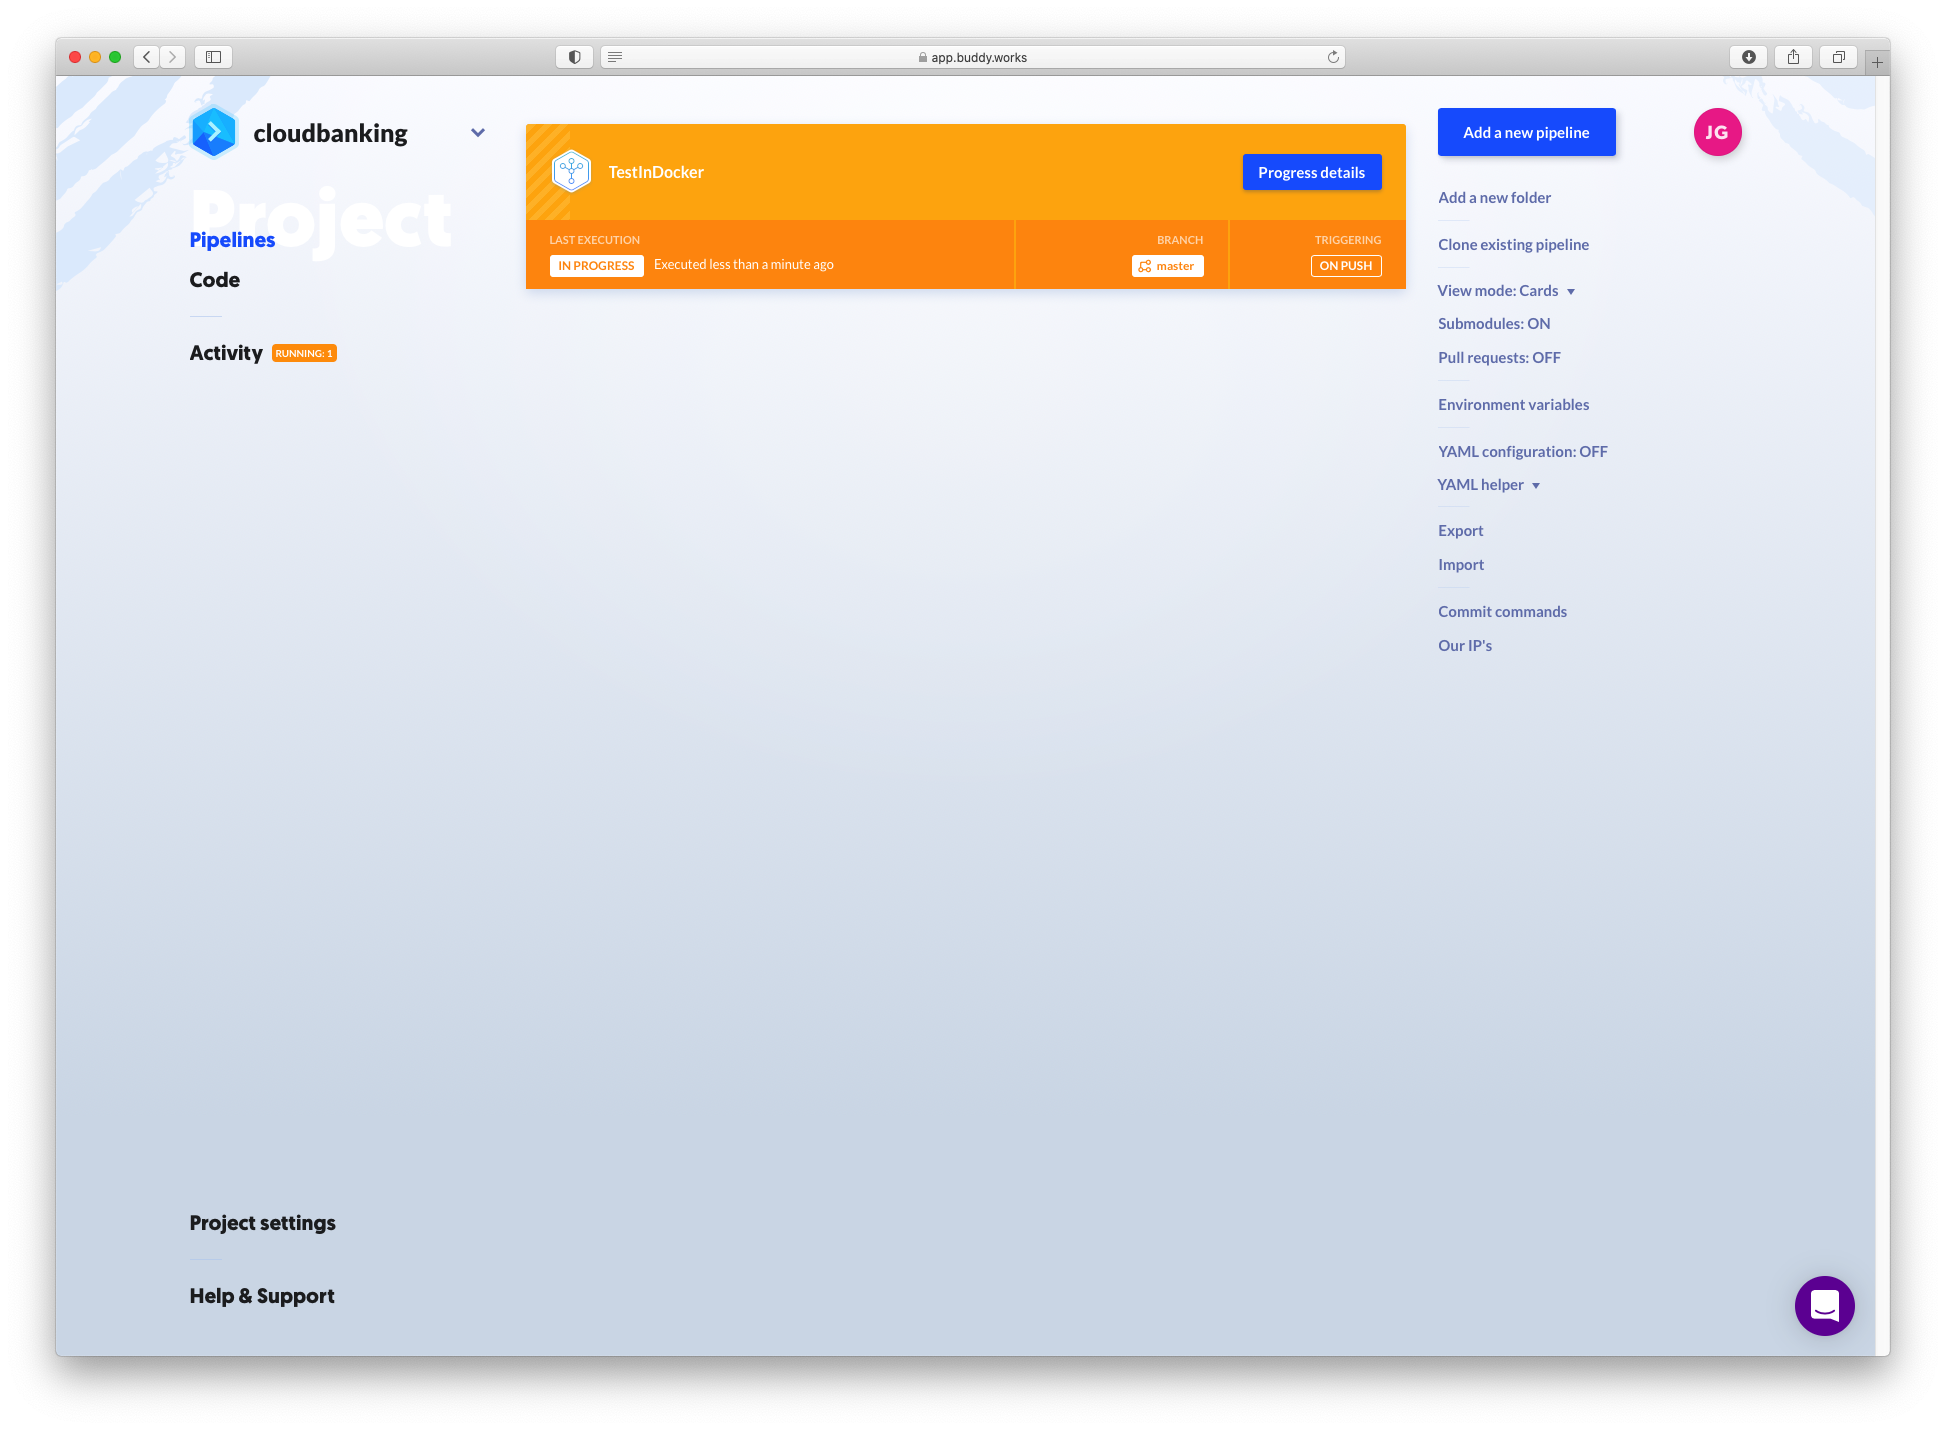 app.buddy.works
cloudbanking
Project
Pipelines
Code
Activity RUNNING: 1
Project settings
Help & Support
TestInDocker
Progress details
LAST EXECUTION
IN PROGRESS Executed less than a minute ago
BRANCH
master
TRIGGERING
ON PUSH
Add a new pipeline
JG
Add a new folder
Clone existing pipeline
View mode: Cards
Submodules: ON
Pull requests: OFF
Environment variables
YAML configuration: OFF
YAML helper
Export
Import
Commit commands
Our IP's